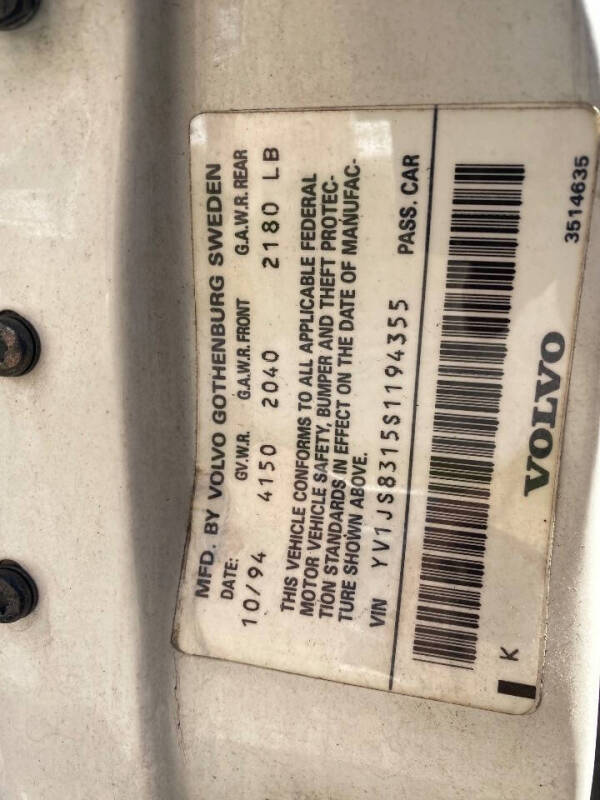 MFD. BY VOLVO GOTHENBURG SWEDEN
DATE: GV.W.R. G.A.W.R. FRONT G.A.W.R. REAR
10/94 4150 2040 2180 LB
THIS VEHICLE CONFORMS TO ALL APPLICABLE FEDERAL
MOTOR VEHICLE SAFETY, BUMPER AND THEFT PROTEC-
TION STANDARDS IN EFFECT ON THE DATE OF MANUFAC-
TURE SHOWN ABOVE.
VIN YV1JS8315S1194355 PASS. CAR
K VOLVO 3514635